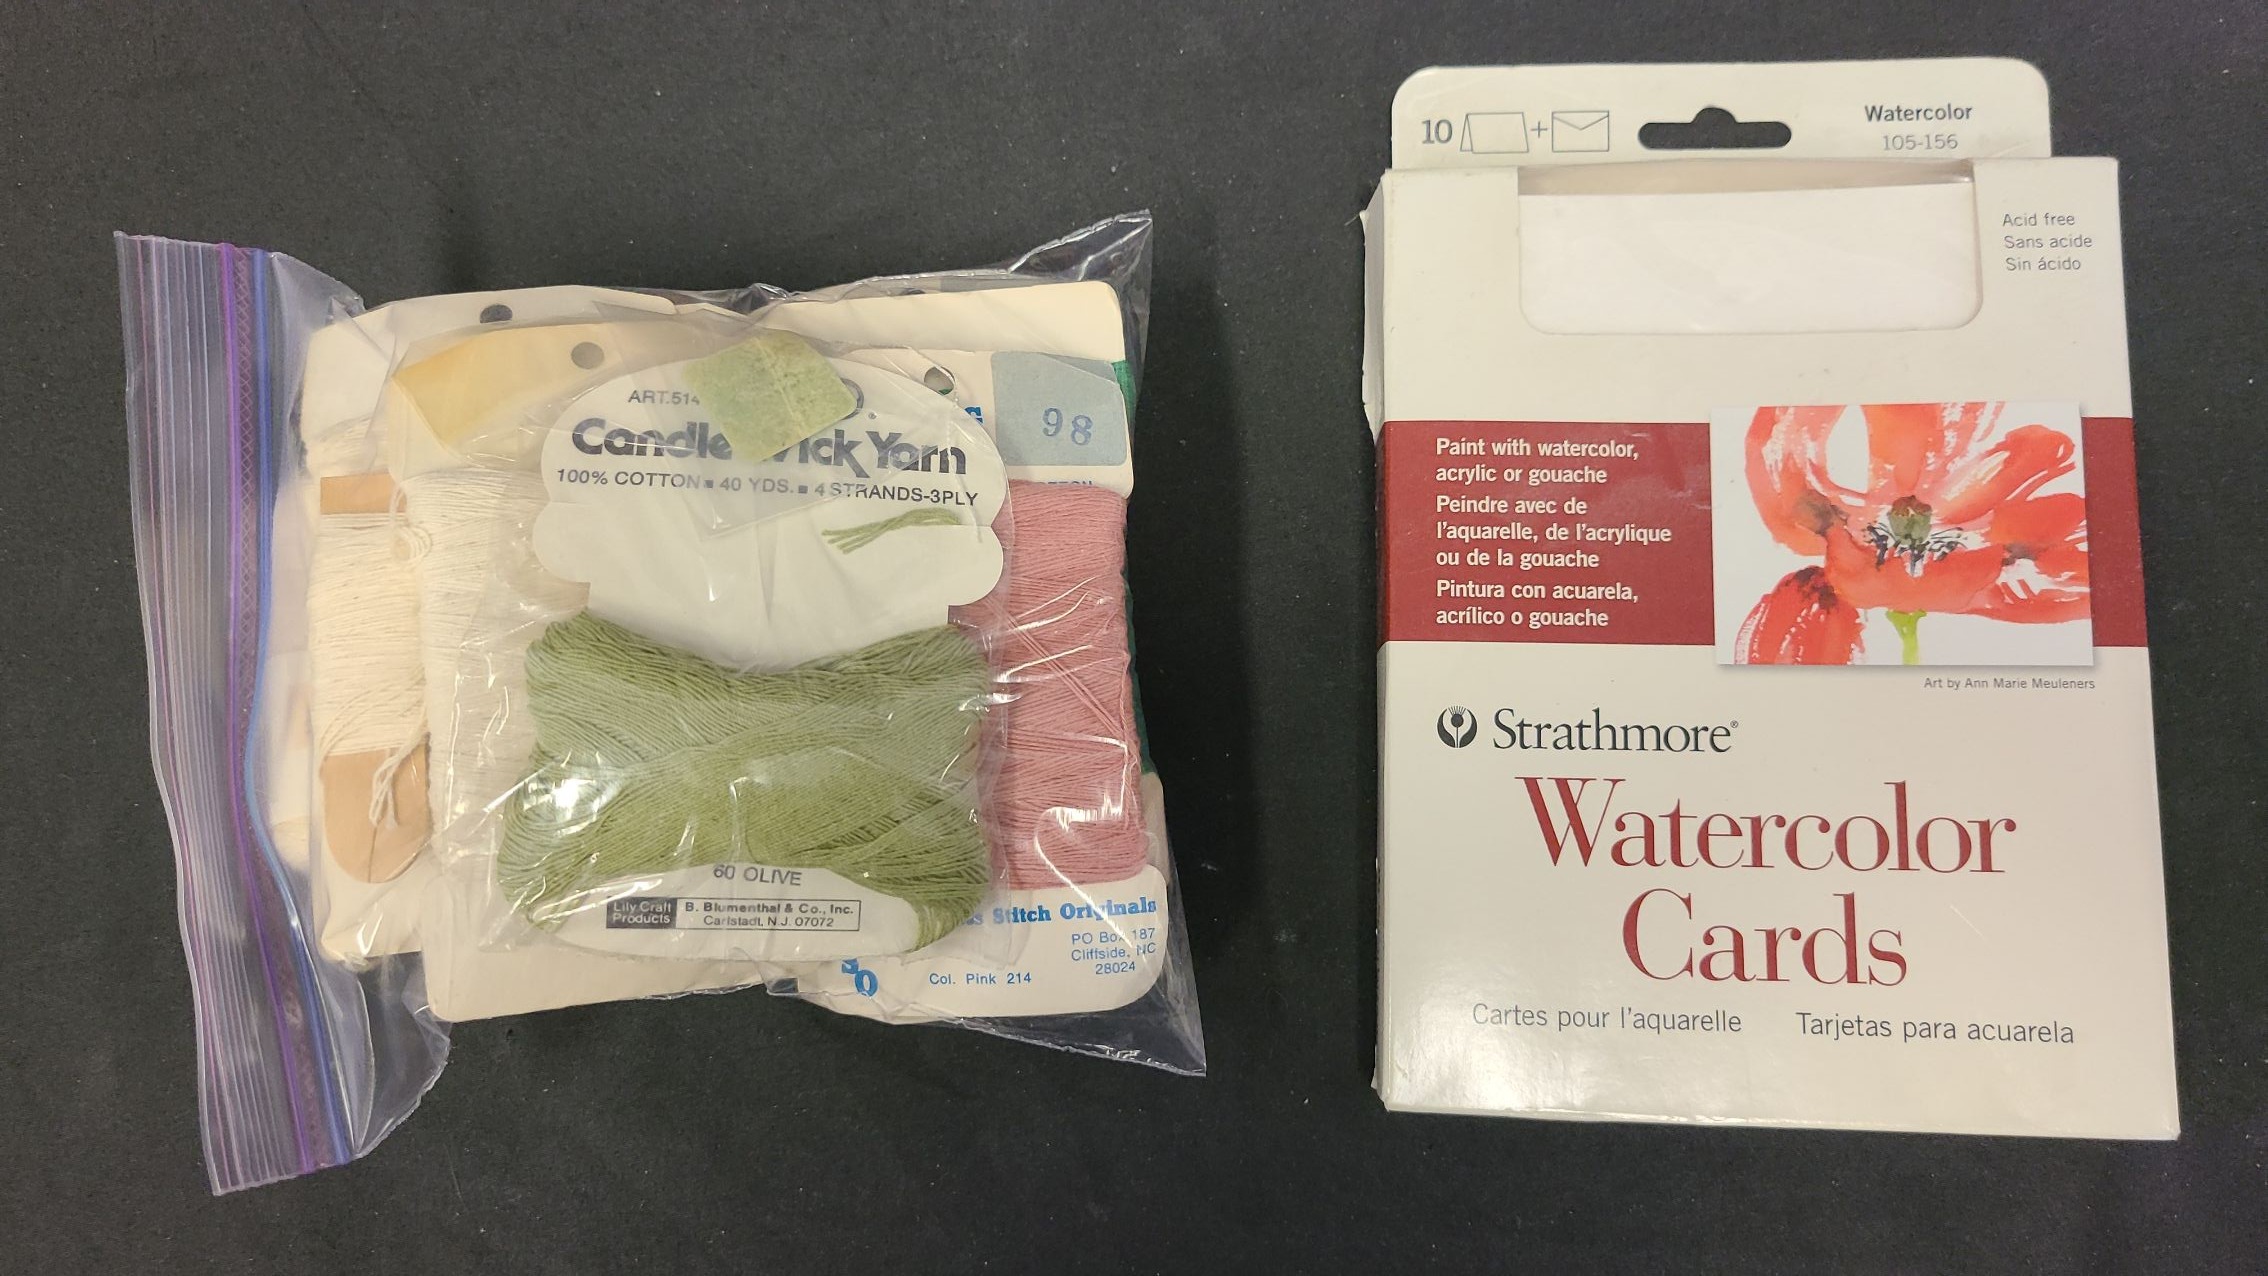 ART.514
Candle Wick Yarn
100% COTTON ▪ 40 YDS. ▪ 4 STRANDS-3PLY
60 OLIVE
Lily Craft
Products
B. Blumenthal & Co., Inc.
Carlstadt, N.J. 07072
98
Stitch Originals
PO Box 187
Cliffside, NC
28024
Col. Pink 214
10
+
Watercolor
105-156
Acid free
Sans acide
Sin ácido
Paint with watercolor,
acrylic or gouache
Peindre avec de
l'aquarelle, de l'acrylique
ou de la gouache
Pintura con acuarela,
acrílico o gouache
Art by Ann Marie Meuleners
Strathmore®
Watercolor
Cards
Cartes pour l'aquarelle
Tarjetas para acuarela